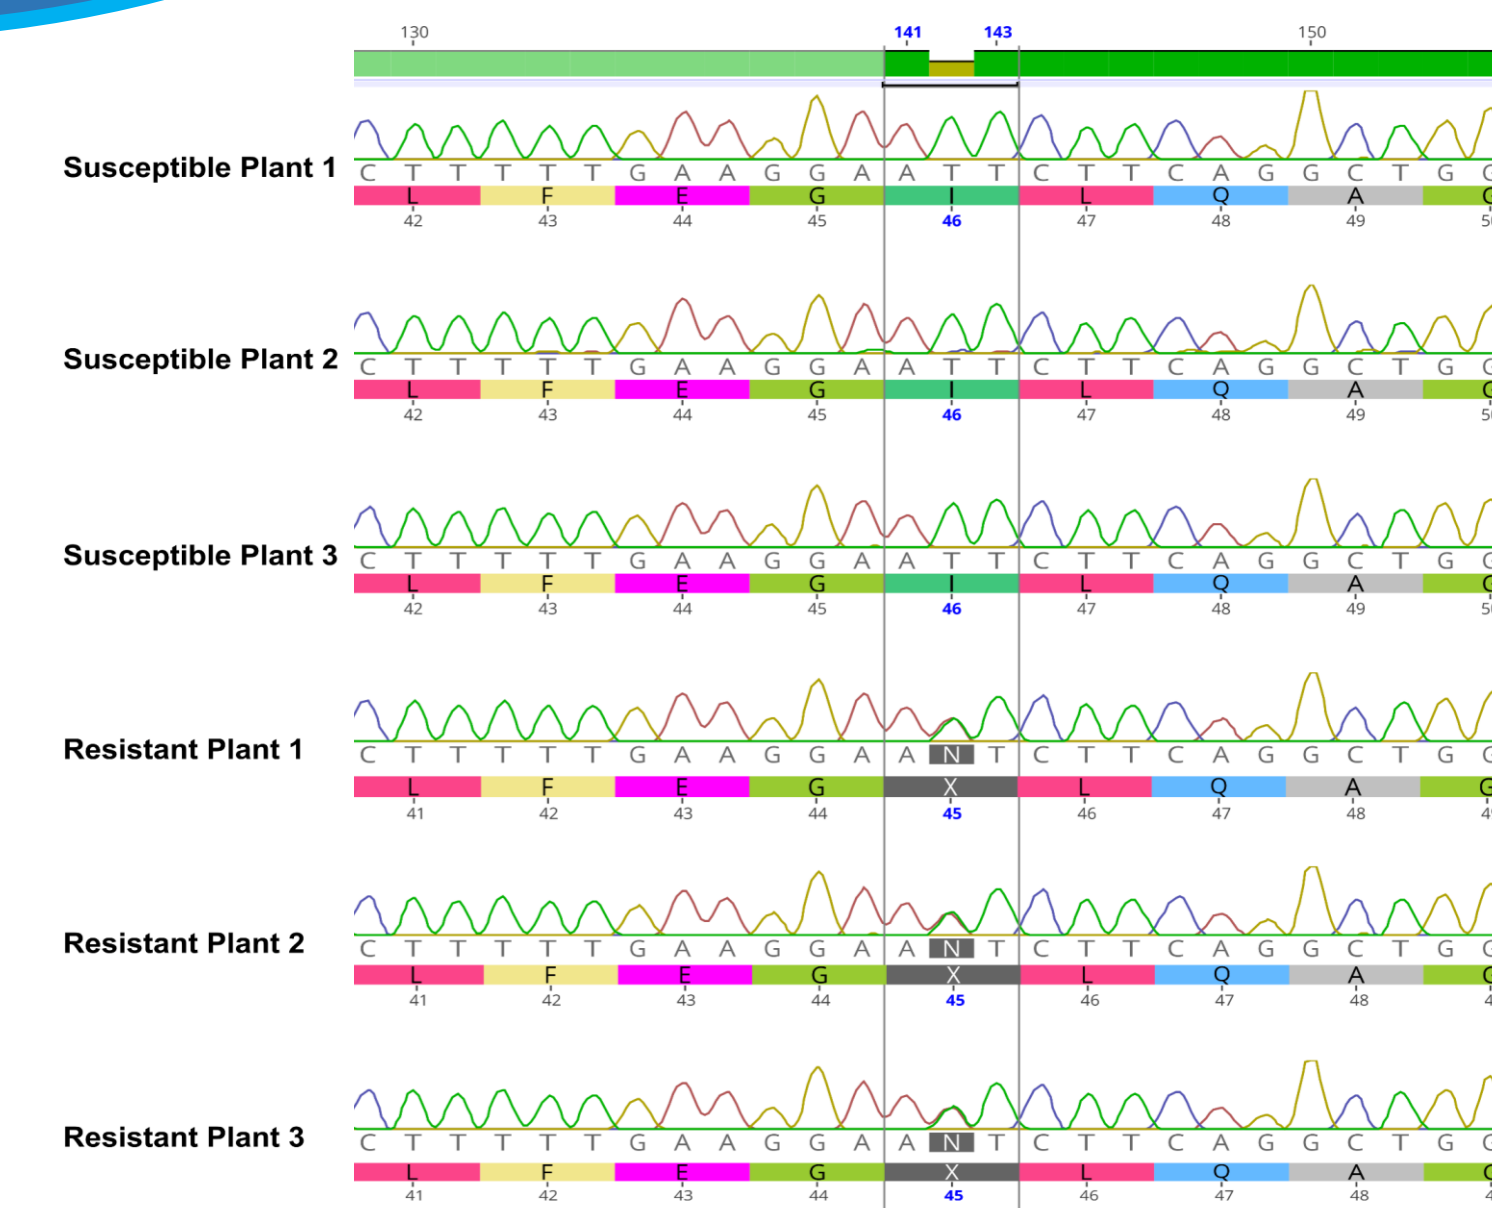 130 141 143 150
Susceptible Plant 1
C T T T T T G A A G G A A T T C T T C A G G C T G G
L F E G I L Q A G
42 43 44 45 46 47 48 49
Susceptible Plant 2
C T T T T T G A A G G A A T T C T T C A G G C T G G
L F E G I L Q A G
42 43 44 45 46 47 48 49
Susceptible Plant 3
C T T T T T G A A G G A A T T C T T C A G G C T G G
L F E G I L Q A G
42 43 44 45 46 47 48 49
Resistant Plant 1
C T T T T T G A A G G A A N T C T T C A G G C T G G
L F E G X L Q A G
41 42 43 44 45 46 47 48
Resistant Plant 2
C T T T T T G A A G G A A N T C T T C A G G C T G G
L F E G X L Q A G
41 42 43 44 45 46 47 48
Resistant Plant 3
C T T T T T G A A G G A A N T C T T C A G G C T G G
L F E G X L Q A G
41 42 43 44 45 46 47 48